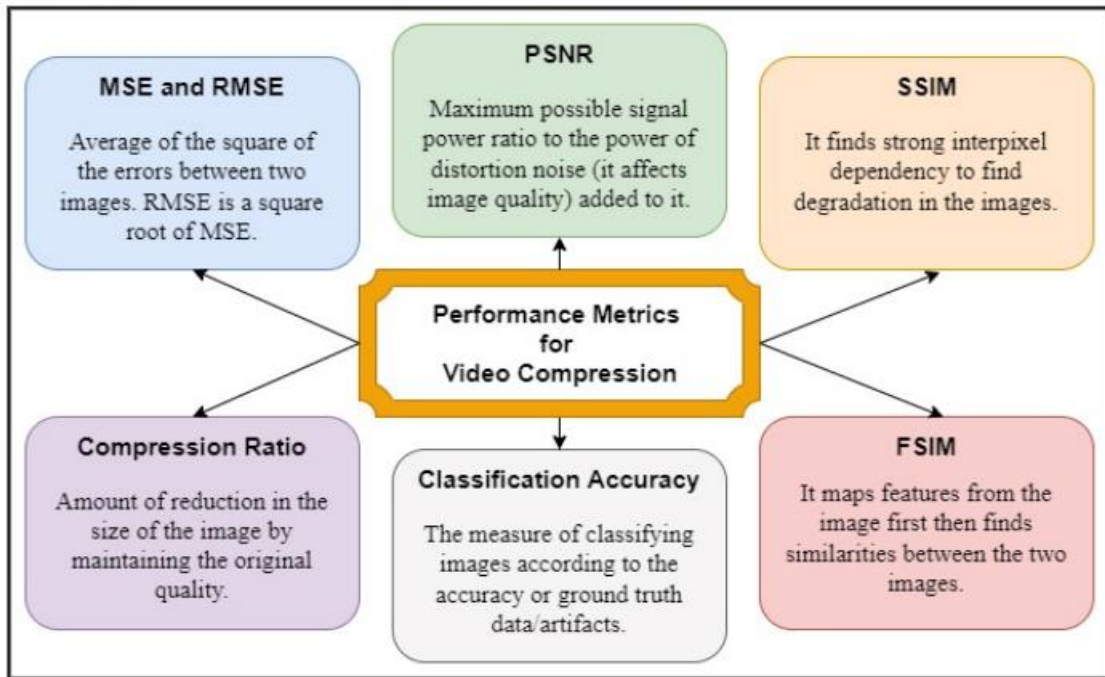 MSE and RMSE
Average of the square of
the errors between two
images. RMSE is a square
root of MSE.
PSNR
Maximum possible signal
power ratio to the power of
distortion noise (it affects
image quality) added to it.
SSIM
It finds strong interpixel
dependency to find
degradation in the images.
Performance Metrics
for
Video Compression
Compression Ratio
Amount of reduction in the
size of the image by
maintaining the original
quality.
Classification Accuracy
The measure of classifying
images according to the
accuracy or ground truth
data/artifacts.
FSIM
It maps features from the
image first then finds
similarities between the two
images.